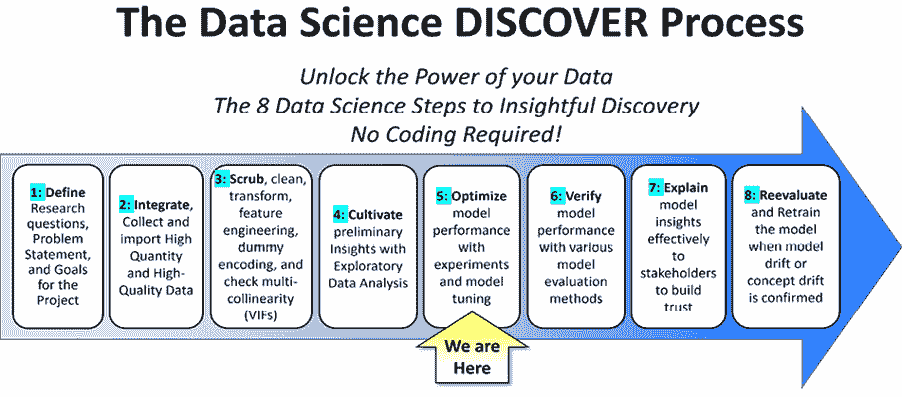 The Data Science DISCOVER Process
Unlock the Power of your Data
The 8 Data Science Steps to Insightful Discovery
No Coding Required!
1: Define
Research
questions,
Problem
Statement,
and Goals
for the
Project
2: Integrate,
Collect and
import High
Quantity
and High-
Quality Data
3: Scrub, clean,
transform,
feature
engineering,
dummy
encoding, and
check multi-
collinearity
(VIFs)
4: Cultivate
preliminary
Insights with
Exploratory
Data Analysis
5: Optimize
model
performance
with
experiments
and model
tuning
6: Verify
model
performance
with various
model
evaluation
methods
7: Explain
model
insights
effectively
to
stakeholders
to build
trust
8: Reevaluate
and Retrain
the model
when model
drift or
concept drift
is confirmed
We are
Here